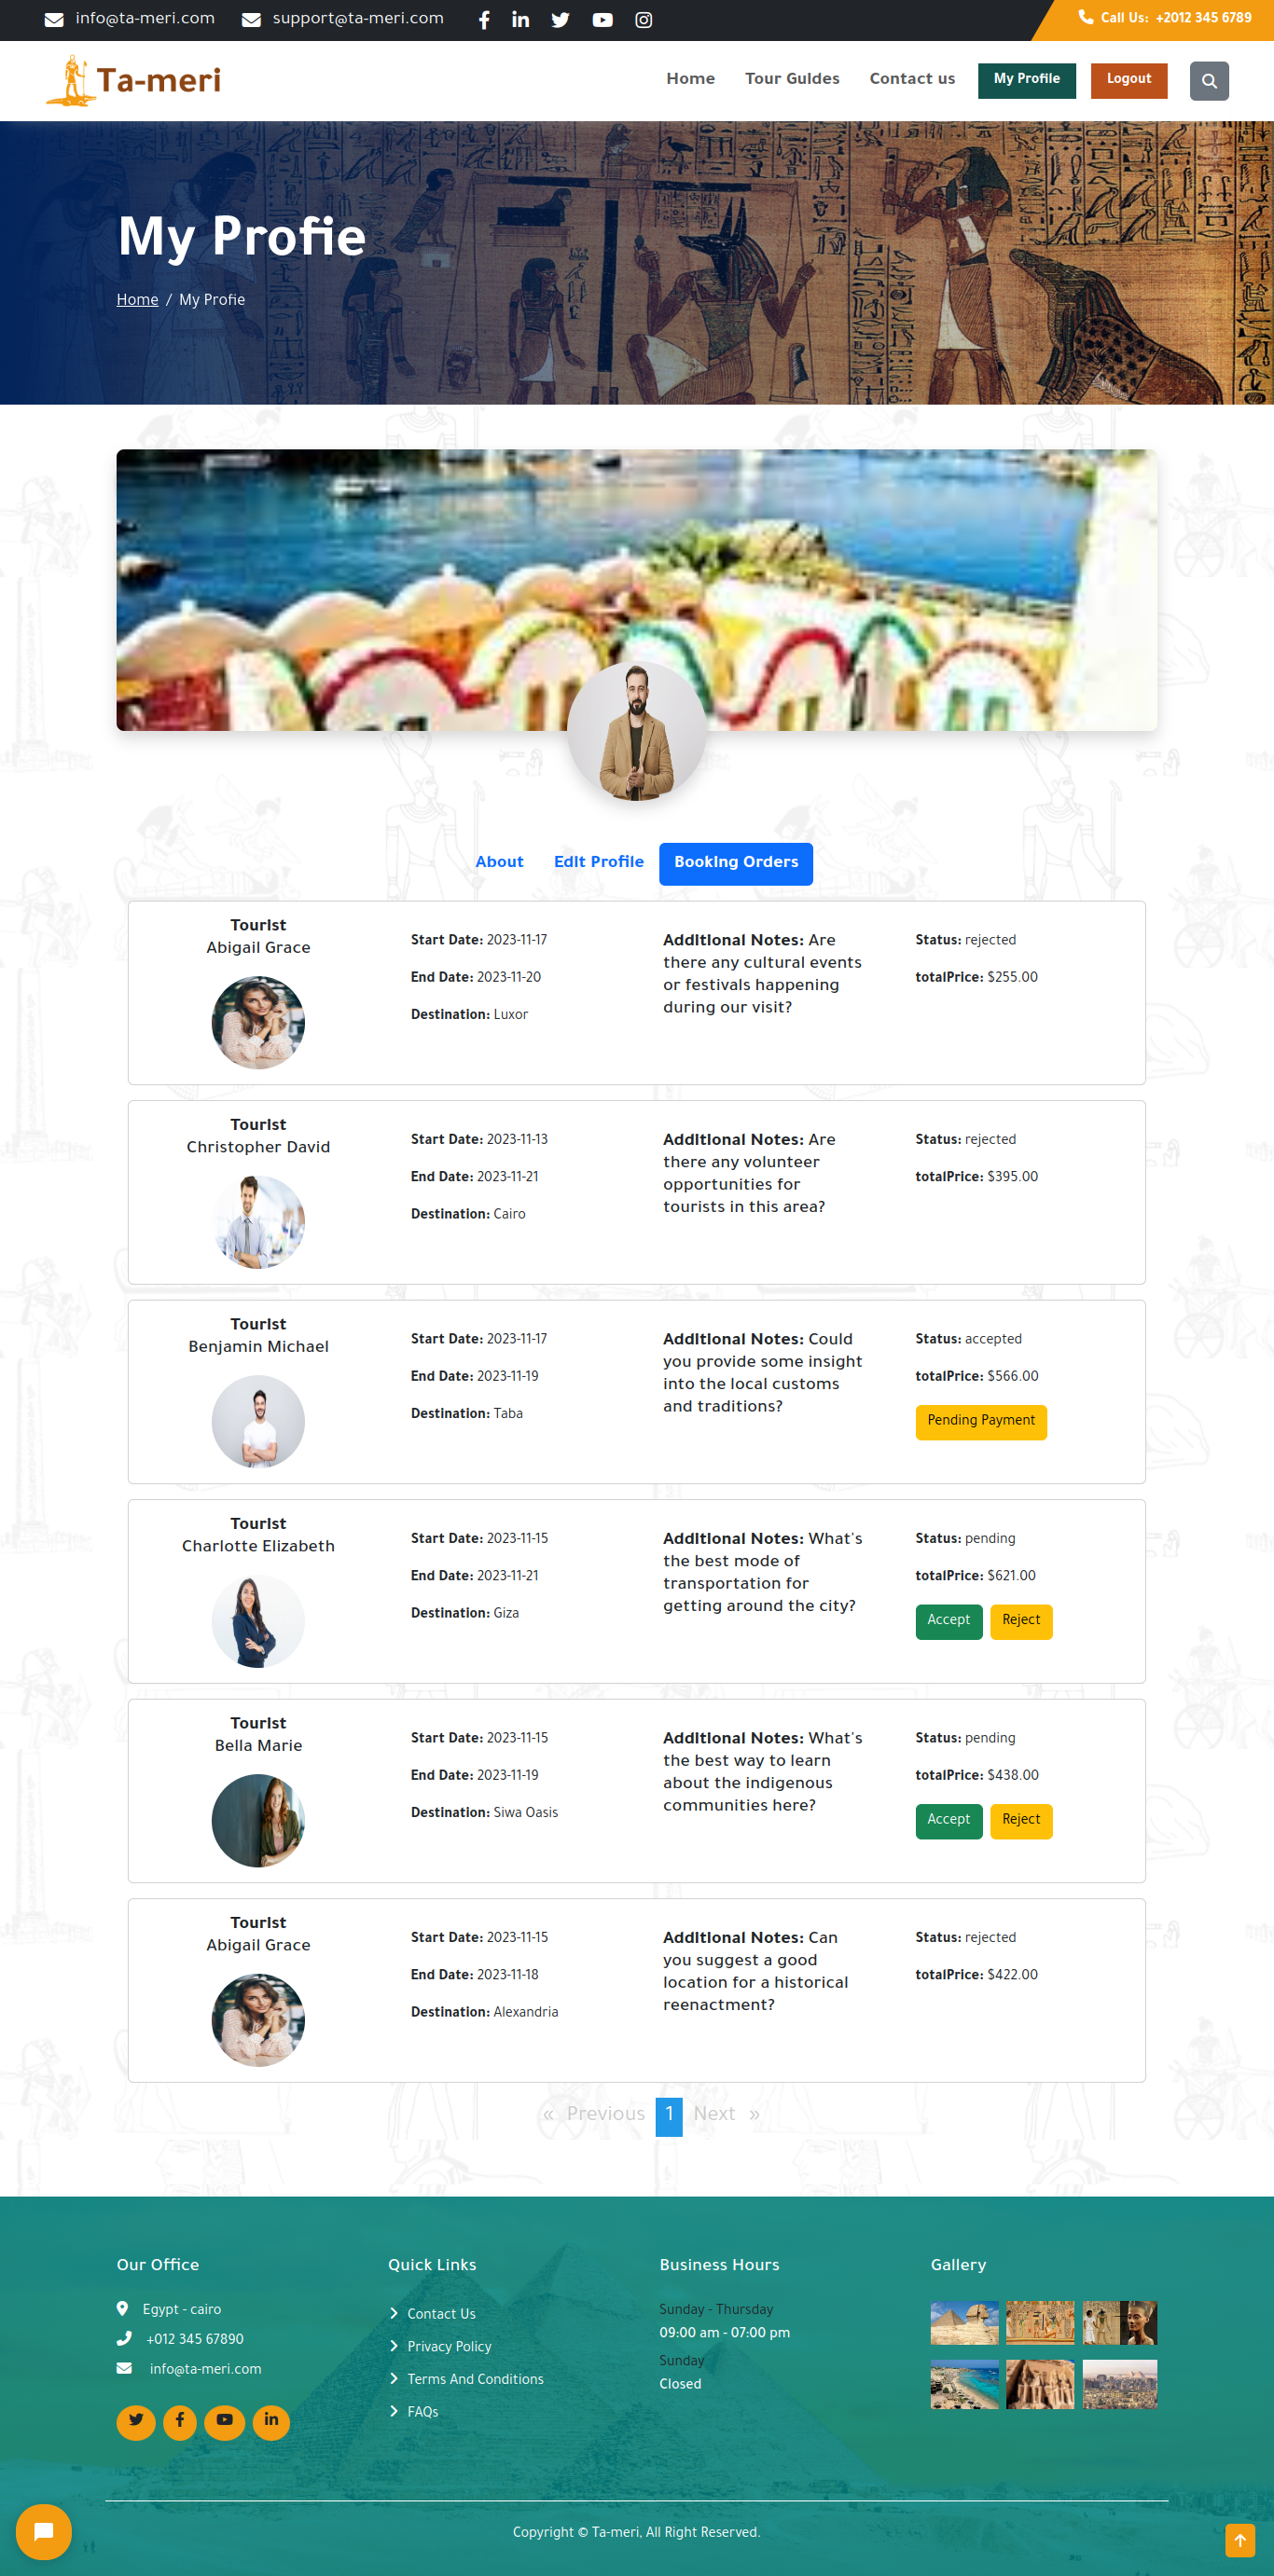 info@ta-meri.com support@ta-meri.com Call Us: +2012 345 6789
Ta-meri Home Tour Guides Contact us My Profile Logout
My Profie
Home / My Profie
About Edit Profile Booking Orders
Tourist
Abigail Grace
Start Date: 2023-11-17
End Date: 2023-11-20
Destination: Luxor
Additional Notes: Are
there any cultural events
or festivals happening
during our visit?
Status: rejected
totalPrice: $255.00
Tourist
Christopher David
Start Date: 2023-11-13
End Date: 2023-11-21
Destination: Cairo
Additional Notes: Are
there any volunteer
opportunities for
tourists in this area?
Status: rejected
totalPrice: $395.00
Tourist
Benjamin Michael
Start Date: 2023-11-17
End Date: 2023-11-19
Destination: Taba
Additional Notes: Could
you provide some insight
into the local customs
and traditions?
Status: accepted
totalPrice: $566.00
Pending Payment
Tourist
Charlotte Elizabeth
Start Date: 2023-11-15
End Date: 2023-11-21
Destination: Giza
Additional Notes: What's
the best mode of
transportation for
getting around the city?
Status: pending
totalPrice: $621.00
Accept Reject
Tourist
Bella Marie
Start Date: 2023-11-15
End Date: 2023-11-19
Destination: Siwa Oasis
Additional Notes: What's
the best way to learn
about the indigenous
communities here?
Status: pending
totalPrice: $438.00
Accept Reject
Tourist
Abigail Grace
Start Date: 2023-11-15
End Date: 2023-11-18
Destination: Alexandria
Additional Notes: Can
you suggest a good
location for a historical
reenactment?
Status: rejected
totalPrice: $422.00
« Previous 1 Next »
Our Office
Egypt - cairo
+012 345 67890
info@ta-meri.com
Quick Links
Contact Us
Privacy Policy
Terms And Conditions
FAQs
Business Hours
Sunday - Thursday
09:00 am - 07:00 pm
Sunday
Closed
Gallery
Copyright © Ta-meri, All Right Reserved.